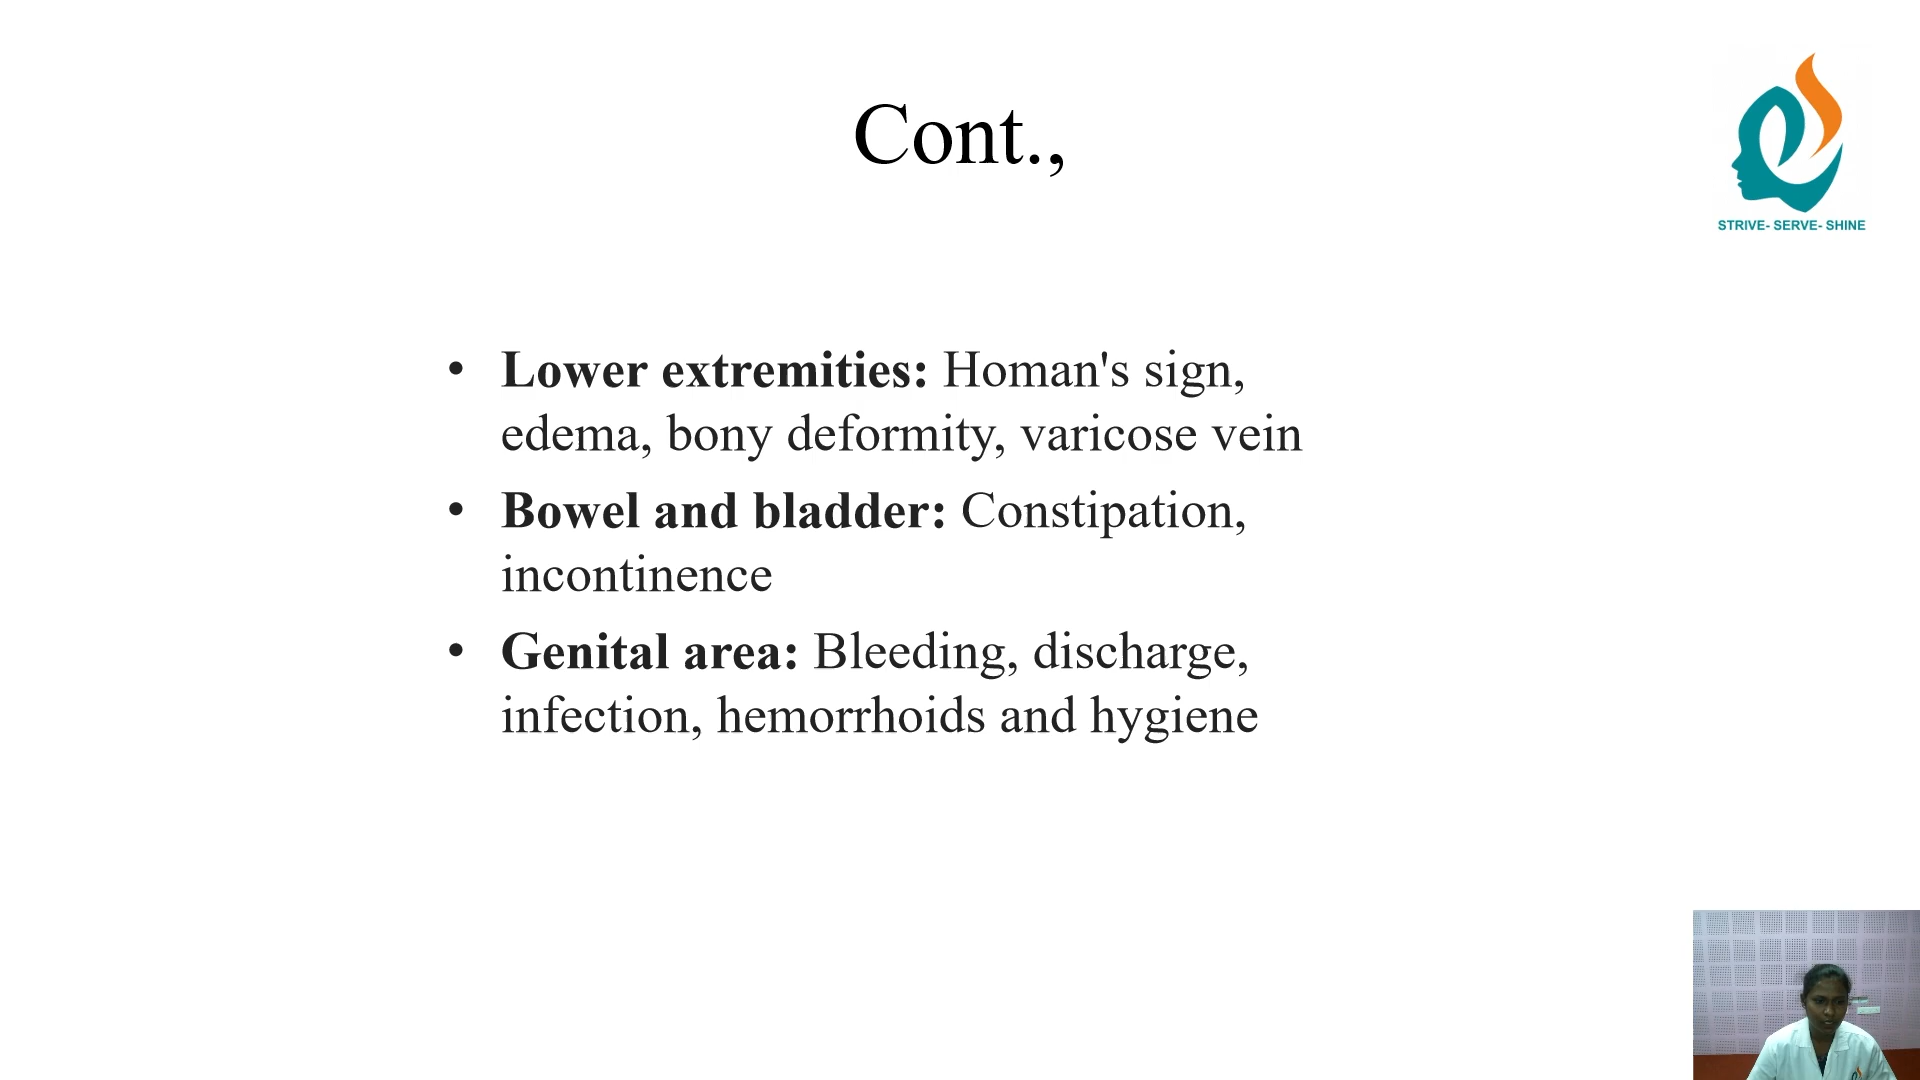 Cont.,
STRIVE- SERVE- SHINE
• Lower extremities: Homan's sign,
edema, bony deformity, varicose vein
• Bowel and bladder: Constipation,
incontinence
• Genital area: Bleeding, discharge,
infection, hemorrhoids and hygiene